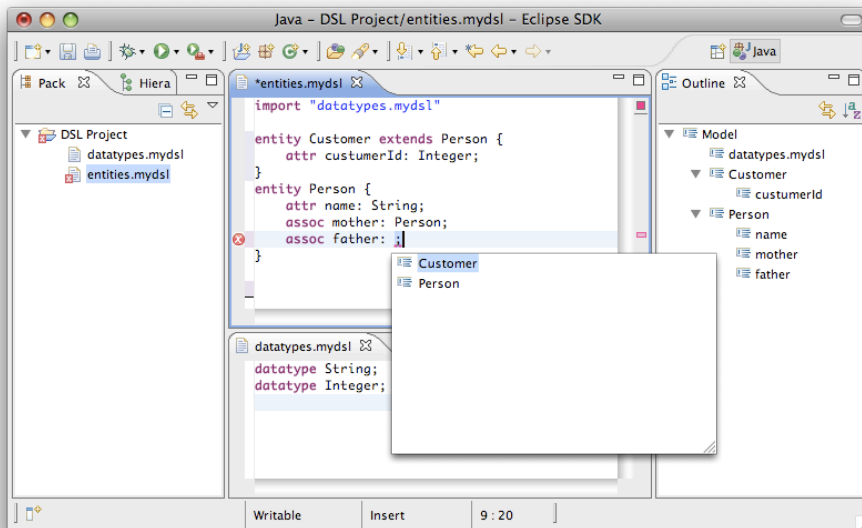 Java – DSL Project/entities.mydsl – Eclipse SDK
Java
Pack
Hiera
DSL Project
datatypes.mydsl
entities.mydsl
*entities.mydsl
import "datatypes.mydsl"
entity Customer extends Person {
attr custumerId: Integer;
}
entity Person {
attr name: String;
assoc mother: Person;
assoc father: ;
}
Customer
Person
datatypes.mydsl
datatype String;
datatype Integer;
Outline
Model
datatypes.mydsl
Customer
custumerId
Person
name
mother
father
Writable
Insert
9 : 20